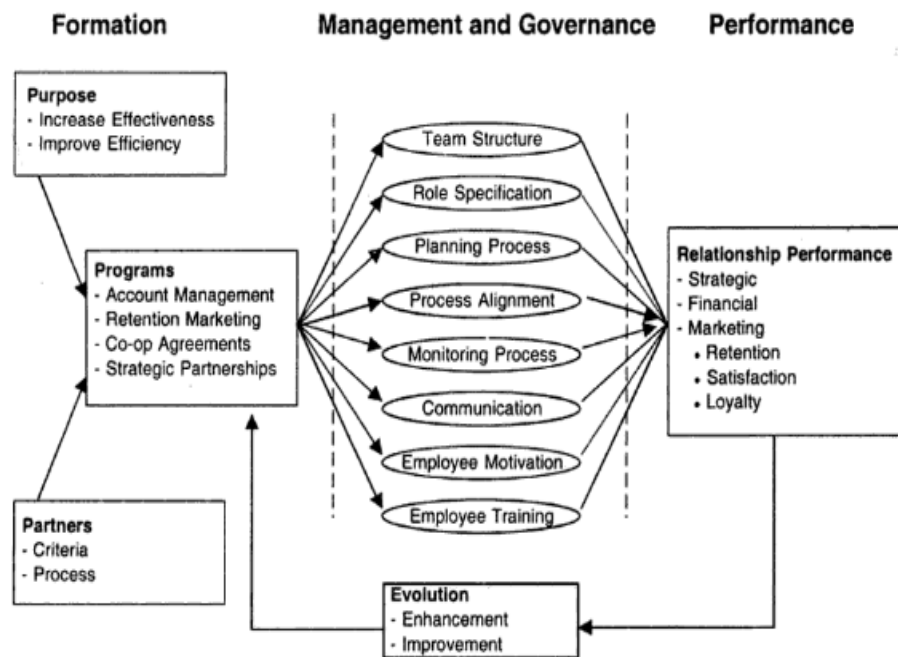 Formation
Management and Governance
Performance
Purpose
- Increase Effectiveness
- Improve Efficiency
Programs
- Account Management
- Retention Marketing
- Co-op Agreements
- Strategic Partnerships
Partners
- Criteria
- Process
Team Structure
Role Specification
Planning Process
Process Alignment
Monitoring Process
Communication
Employee Motivation
Employee Training
Relationship Performance
- Strategic
- Financial
- Marketing
• Retention
• Satisfaction
• Loyalty
Evolution
- Enhancement
- Improvement